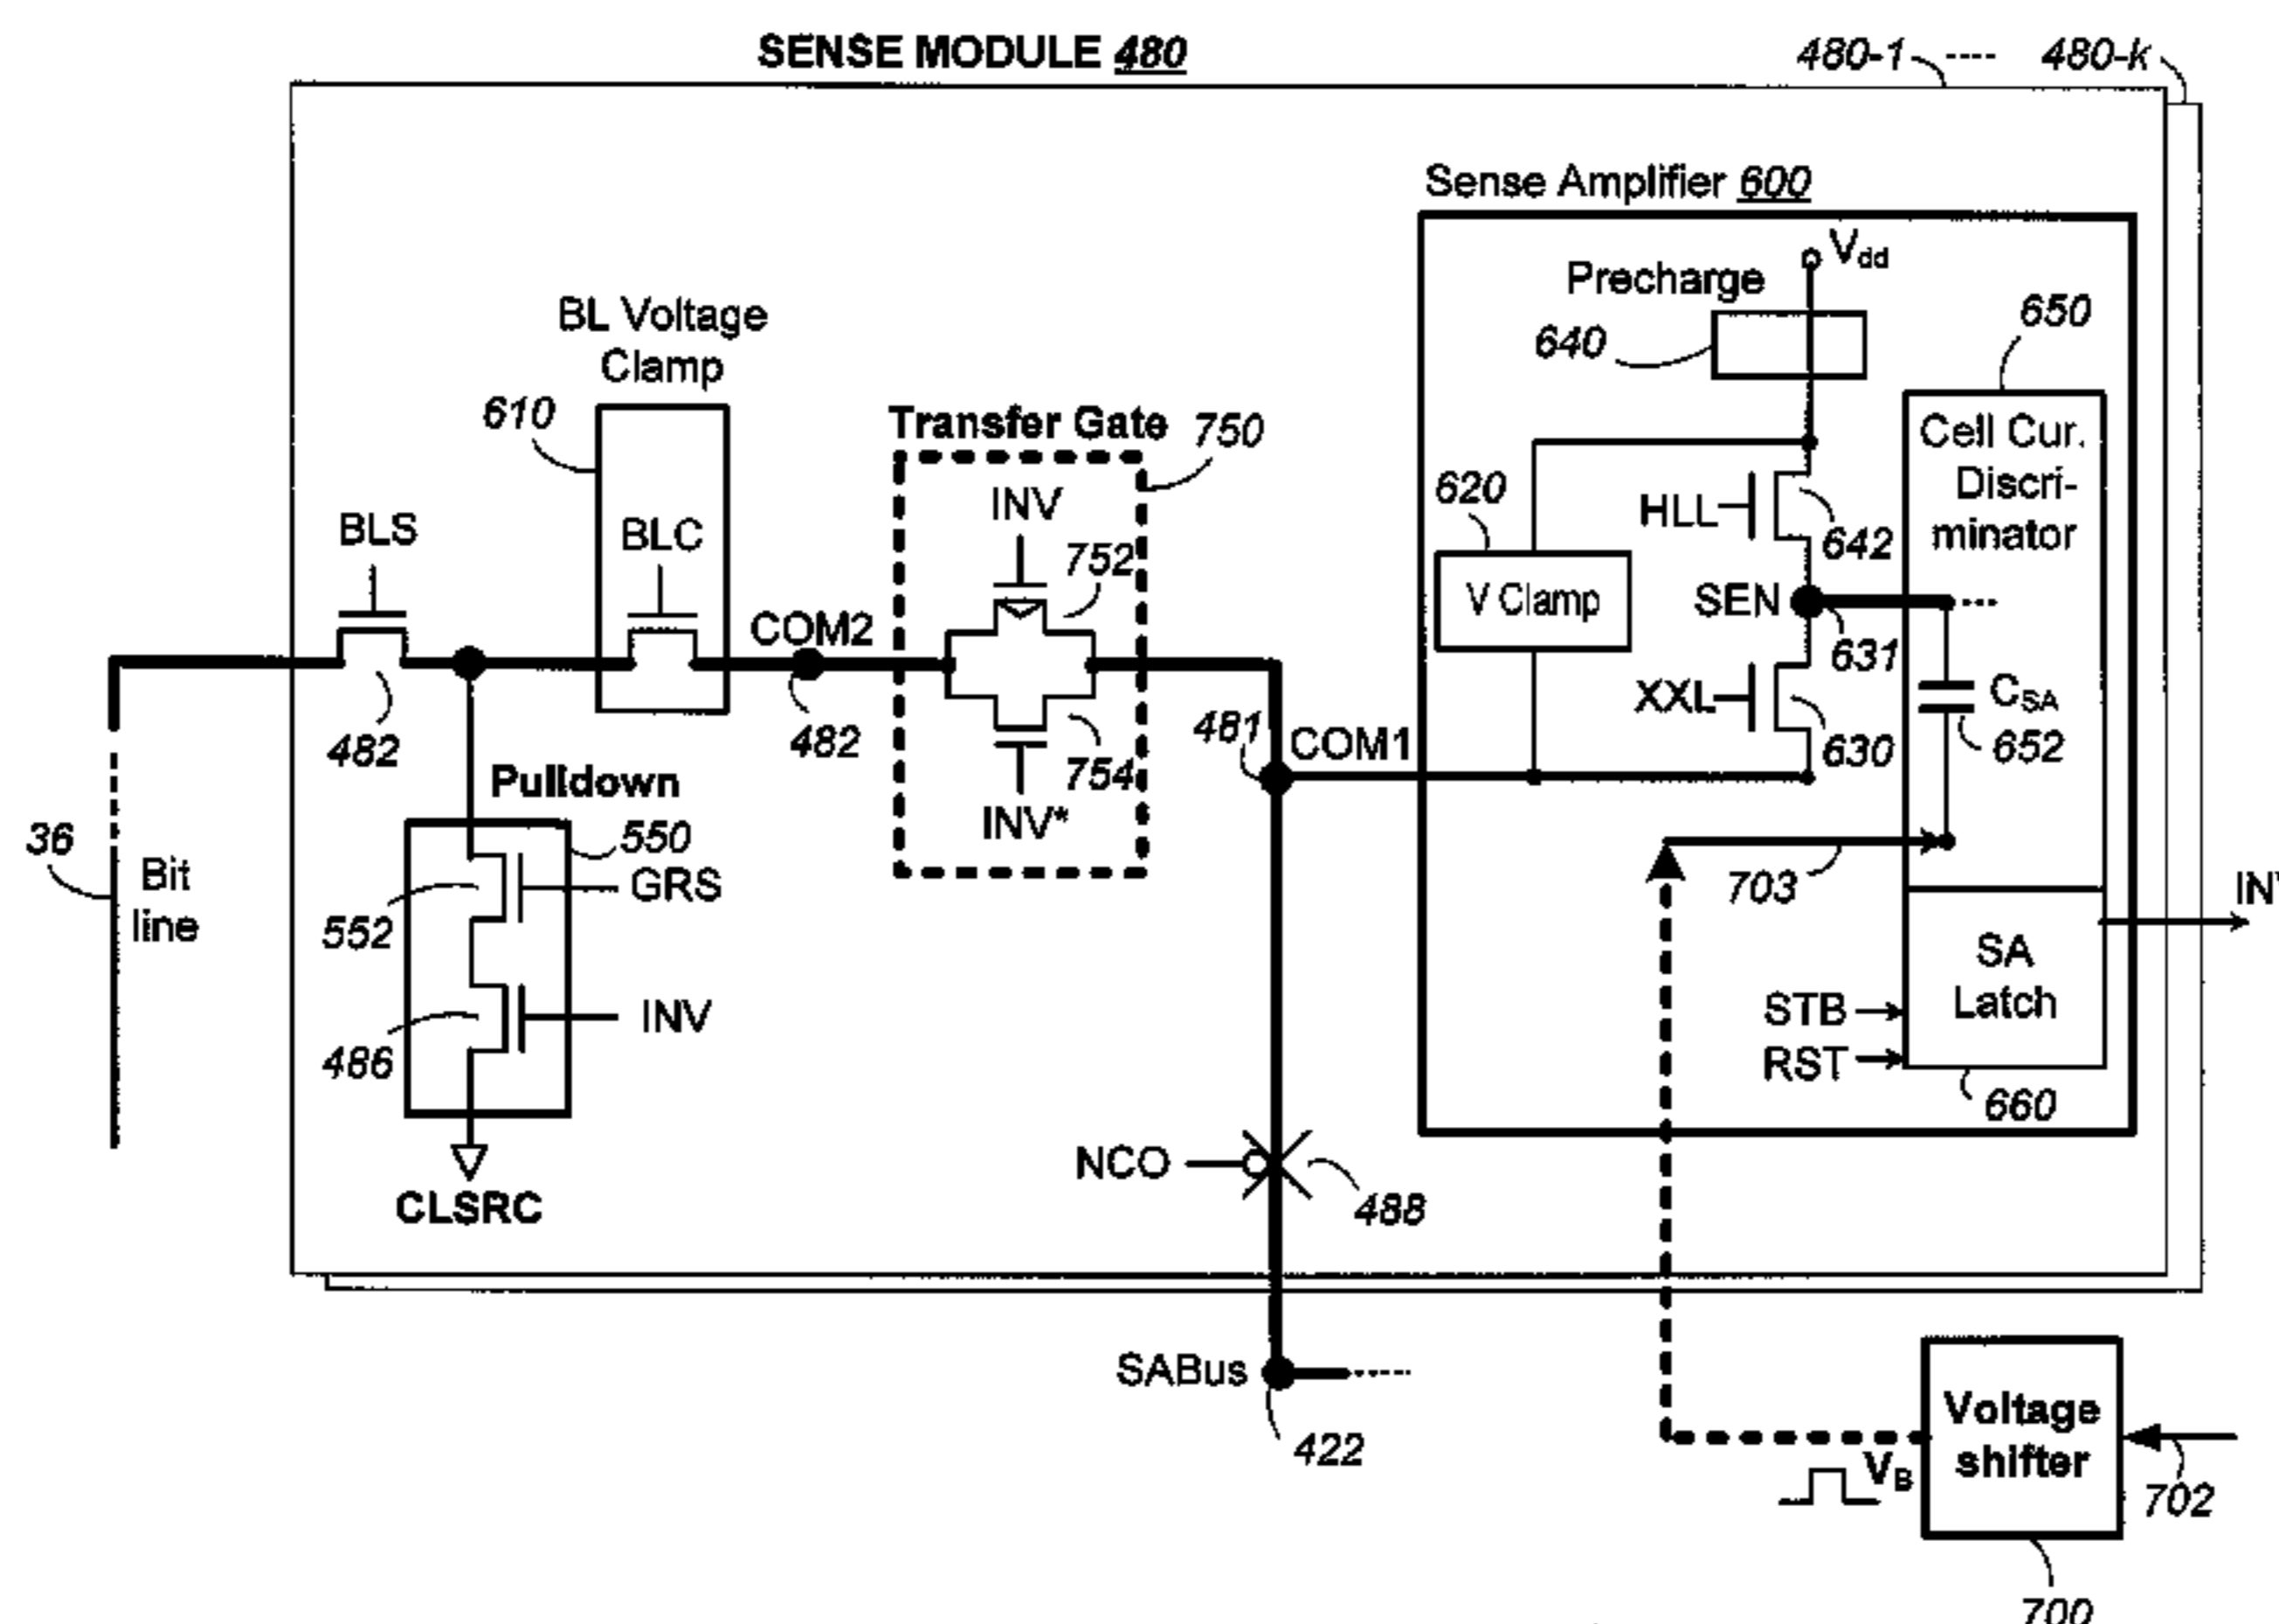 SENSE MODULE 480
480-1 ---- 480-k
Sense Amplifier 600
Vdd
Precharge
640
650
BL Voltage
Clamp
610
Transfer Gate 750
Cell Cur.
Discri-
minator
620
HLL
642
INV
BLS
BLC
752
V Clamp
SEN
631
COM2
482
482
XXL
630
CSA
652
481
COM1
754
INV*
Pulldown
550
GRS
552
703
36
Bit
line
INV
486
SA
Latch
STB
RST
660
CLSRC
NCO
488
SABus
422
Voltage
shifter
VB
702
700